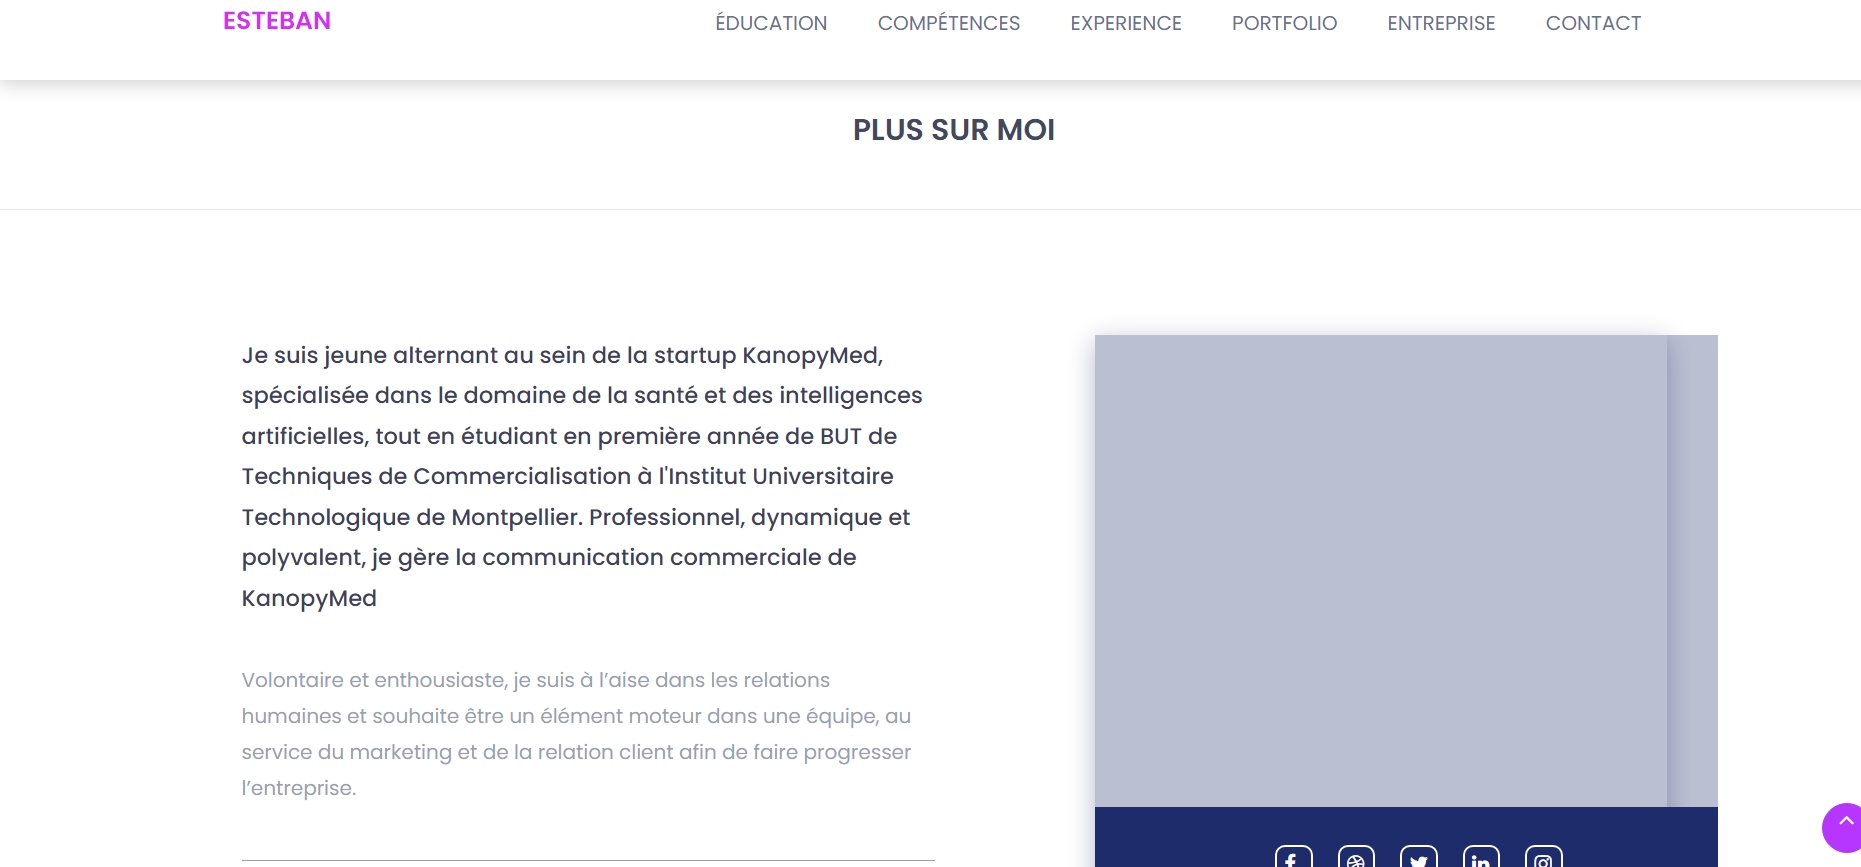 ESTEBAN
ÉDUCATION COMPÉTENCES EXPERIENCE PORTFOLIO ENTREPRISE CONTACT
PLUS SUR MOI
Je suis jeune alternant au sein de la startup KanopyMed,
spécialisée dans le domaine de la santé et des intelligences
artificielles, tout en étudiant en première année de BUT de
Techniques de Commercialisation à l'Institut Universitaire
Technologique de Montpellier. Professionnel, dynamique et
polyvalent, je gère la communication commerciale de
KanopyMed
Volontaire et enthousiaste, je suis à l’aise dans les relations
humaines et souhaite être un élément moteur dans une équipe, au
service du marketing et de la relation client afin de faire progresser
l’entreprise.